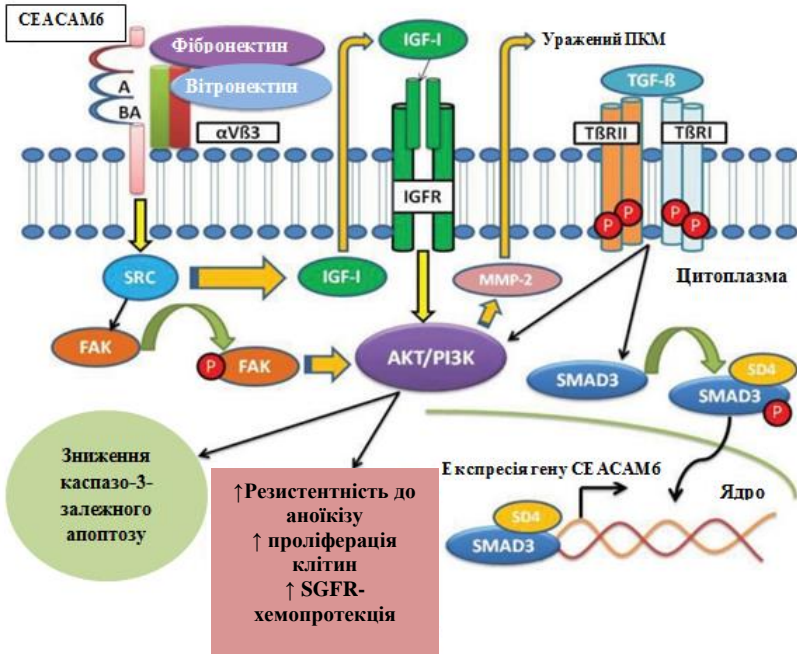 CEACAM6
Фібронектин
Вітронектин
A
BA
αVß3
IGF-I
IGFR
Уражений ПКМ
TGF-ß
TßRII
TßRI
P
P
P
P
SRC
IGF-I
MMP-2
Цитоплазма
FAK
P
FAK
AKT/PI3K
SMAD3
SD4
SMAD3
P
Зниження
каспазо-3-
залежного
апоптозу
↑Резистентність до
аноїкізу
↑ проліферація
клітин
↑ SGFR-
хемопротекція
Експресія гену CEACAM6
Ядро
SD4
SMAD3